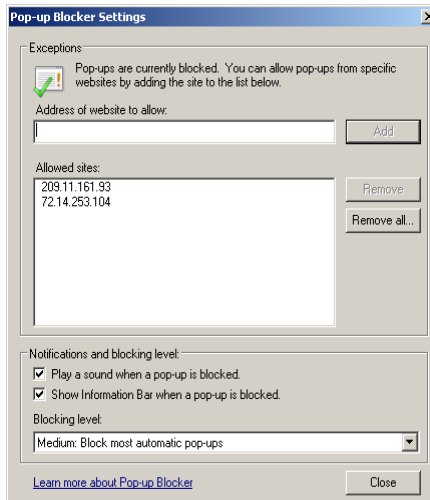 Pop-up Blocker Settings
Exceptions
Pop-ups are currently blocked. You can allow pop-ups from specific
websites by adding the site to the list below.
Address of website to allow:
Add
Allowed sites:
209.11.161.93
72.14.253.104
Remove
Remove all...
Notifications and blocking level:
Play a sound when a pop-up is blocked.
Show Information Bar when a pop-up is blocked.
Blocking level:
Medium: Block most automatic pop-ups
Learn more about Pop-up Blocker
Close